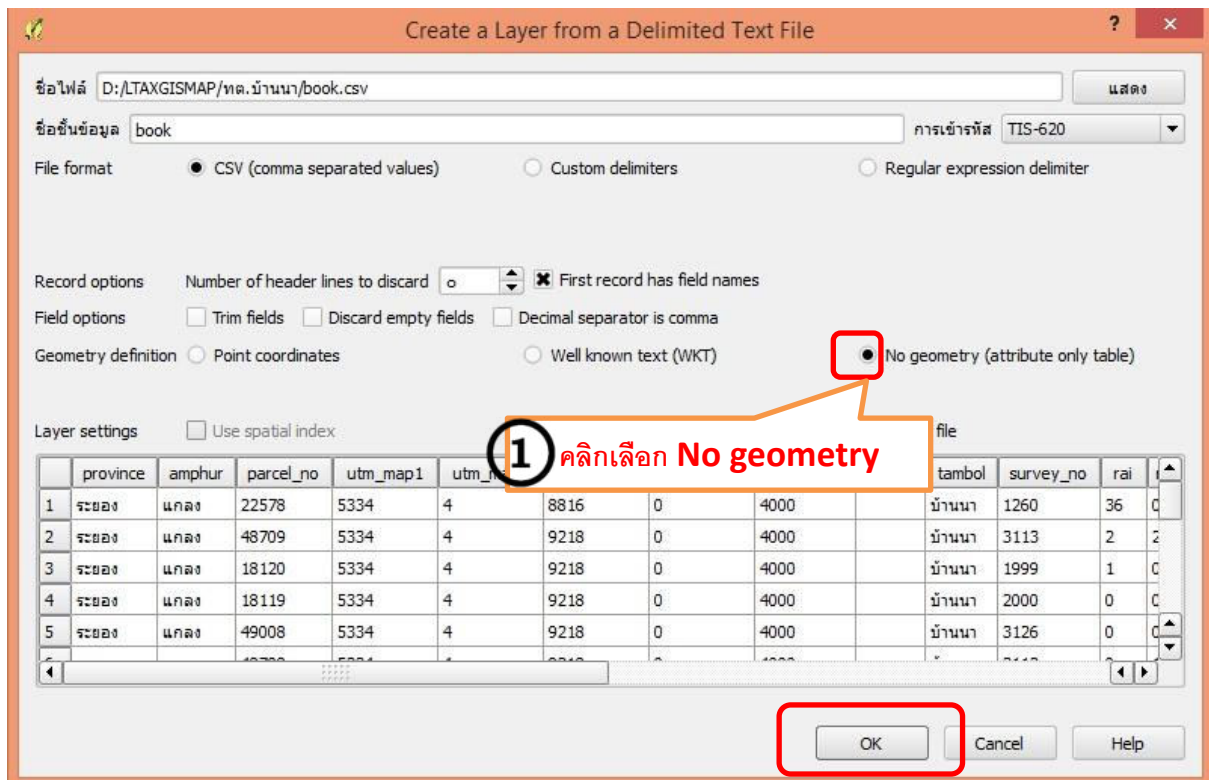 Create a Layer from a Delimited Text File ? ×
ชื่อไฟล์ D:/LTAXGISMAP/ทต.บ้านนา/book.csv แสดง
ชื่อชั้นข้อมูล book การเข้ารหัส TIS-620
File format CSV (comma separated values) Custom delimiters Regular expression delimiter
Record options Number of header lines to discard ๐ First record has field names
Field options Trim fields Discard empty fields Decimal separator is comma
Geometry definition Point coordinates Well known text (WKT) No geometry (attribute only table)
Layer settings Use spatial index file
1 คลิกเลือก No geometry
province amphur parcel_no utm_map1 tambol survey_no rai
1 ระยอง แกลง 22578 5334 4 8816 0 4000 บ้านนา 1260 36
2 ระยอง แกลง 48709 5334 4 9218 0 4000 บ้านนา 3113 2
3 ระยอง แกลง 18120 5334 4 9218 0 4000 บ้านนา 1999 1
4 ระยอง แกลง 18119 5334 4 9218 0 4000 บ้านนา 2000 0
5 ระยอง แกลง 49008 5334 4 9218 0 4000 บ้านนา 3126 0
OK Cancel Help